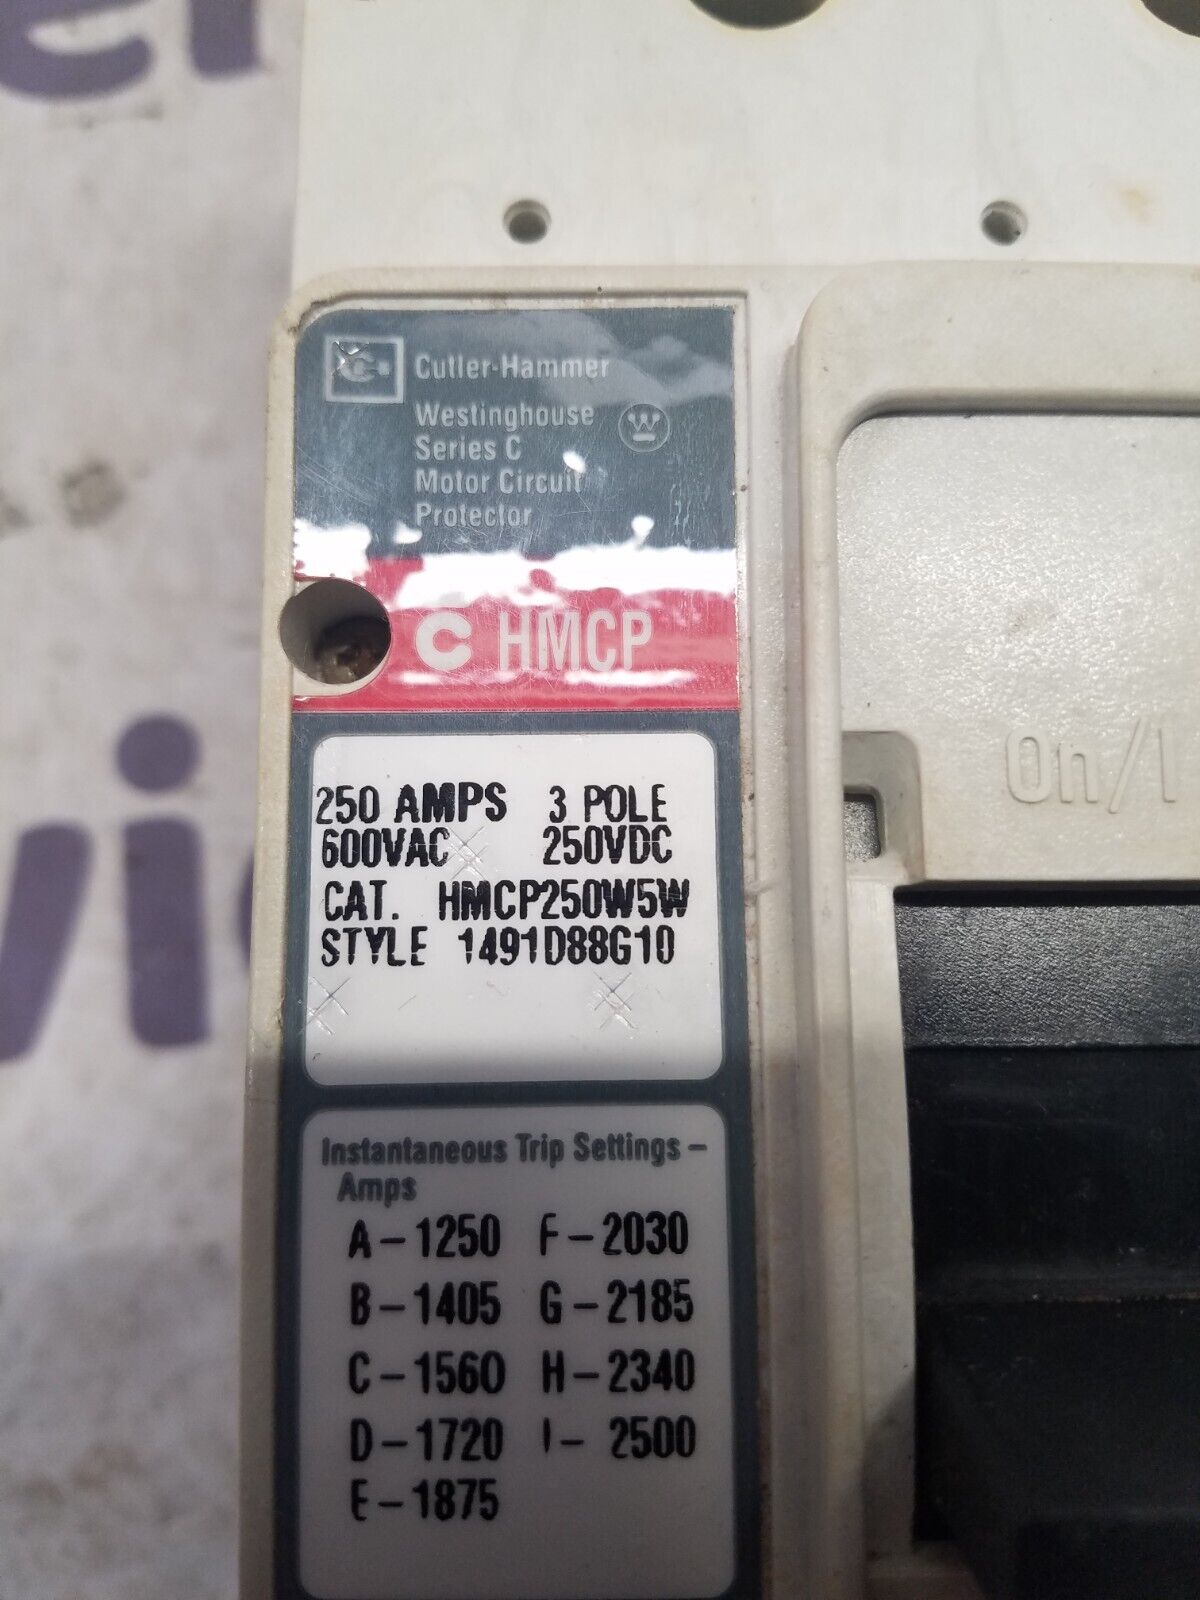 Cutler-Hammer
Westinghouse
Series C
Motor Circuit
Protector
C HMCP
250 AMPS 3 POLE
600VAC 250VDC
CAT. HMCP250W5W
STYLE 1491D88G10
Instantaneous Trip Settings –
Amps
A – 1250 F – 2030
B – 1405 G – 2185
C – 1560 H – 2340
D – 1720 I – 2500
E – 1875
On/I